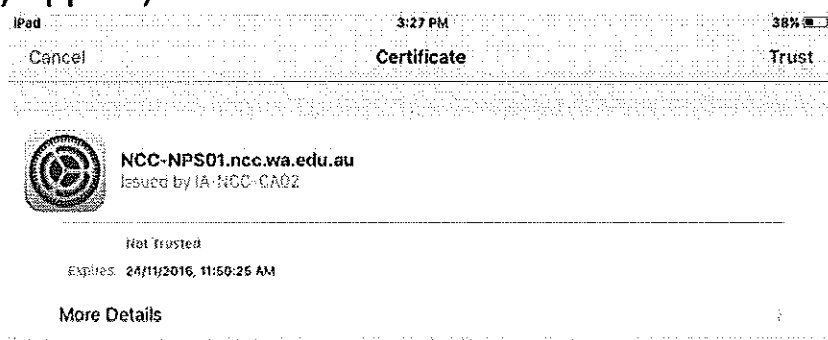 iPad 3:27 PM 38%
Cancel Certificate Trust
NCC-NPS01.ncc.wa.edu.au
Issued by IA-NCC-CA02
Not Trusted
Expires 24/11/2016, 11:50:25 AM
More Details